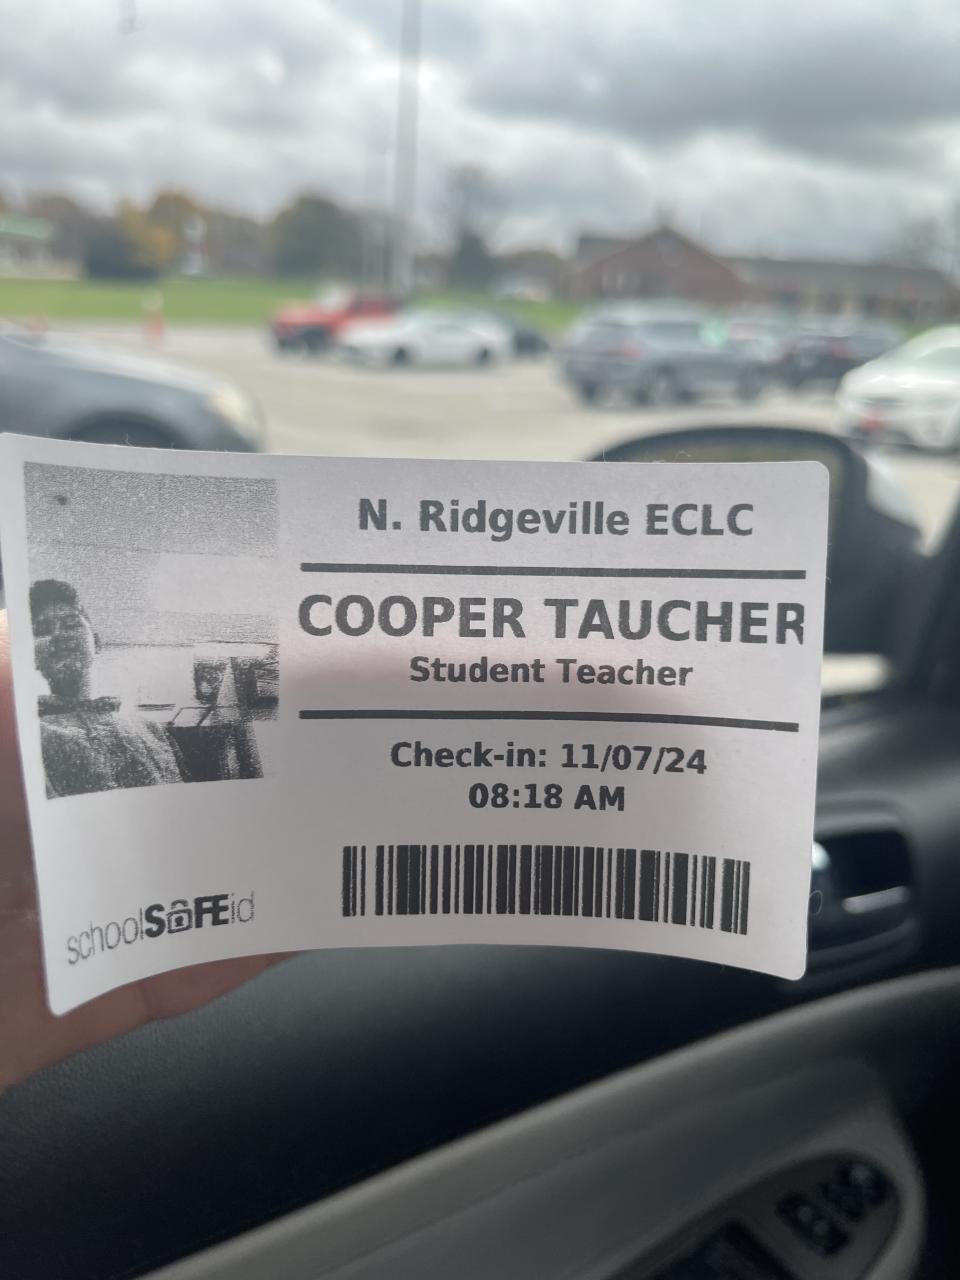 N. Ridgeville ECLC
COOPER TAUCHER
Student Teacher
Check-in: 11/07/24
08:18 AM
schoolSAFEid